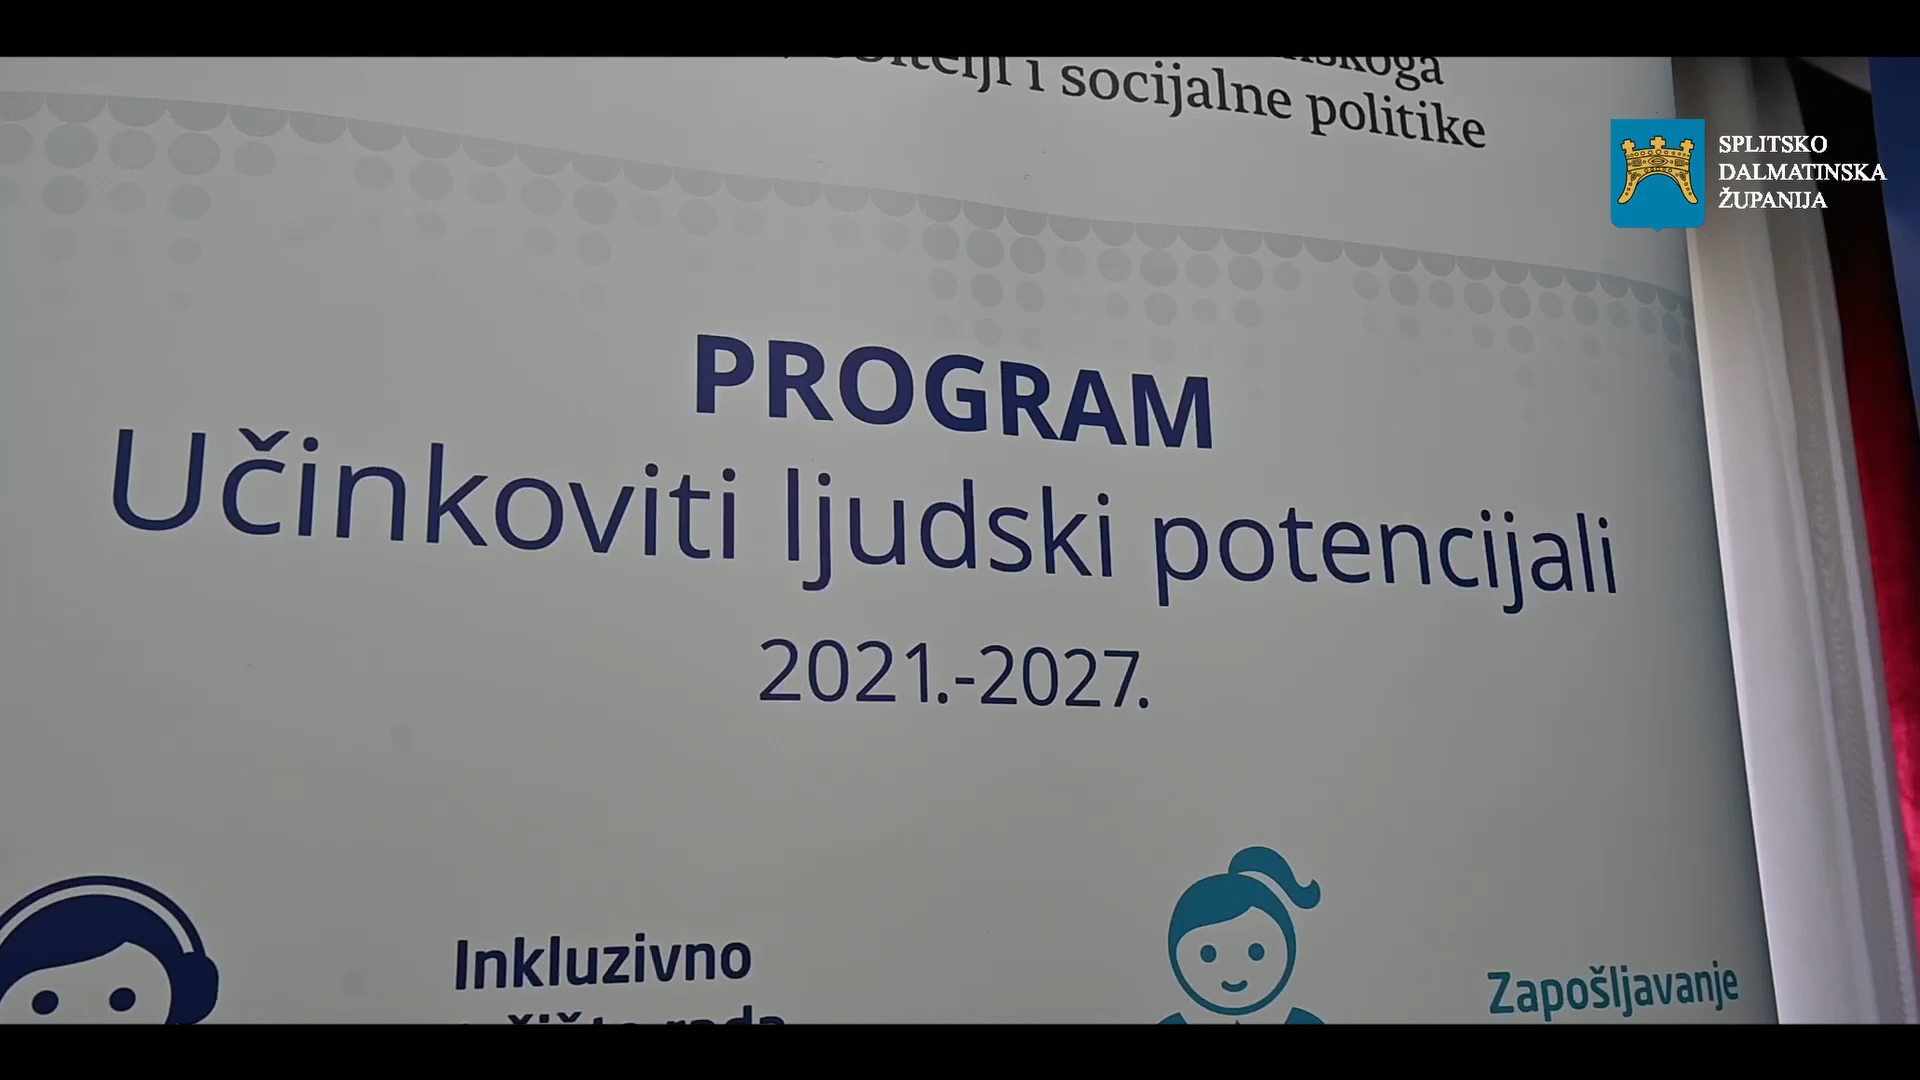 i socijalne politike
SPLITSKO
DALMATINSKA
ŽUPANIJA
PROGRAM
Učinkoviti ljudski potencijali
2021.-2027.
Inkluzivno
Zapošljavanje